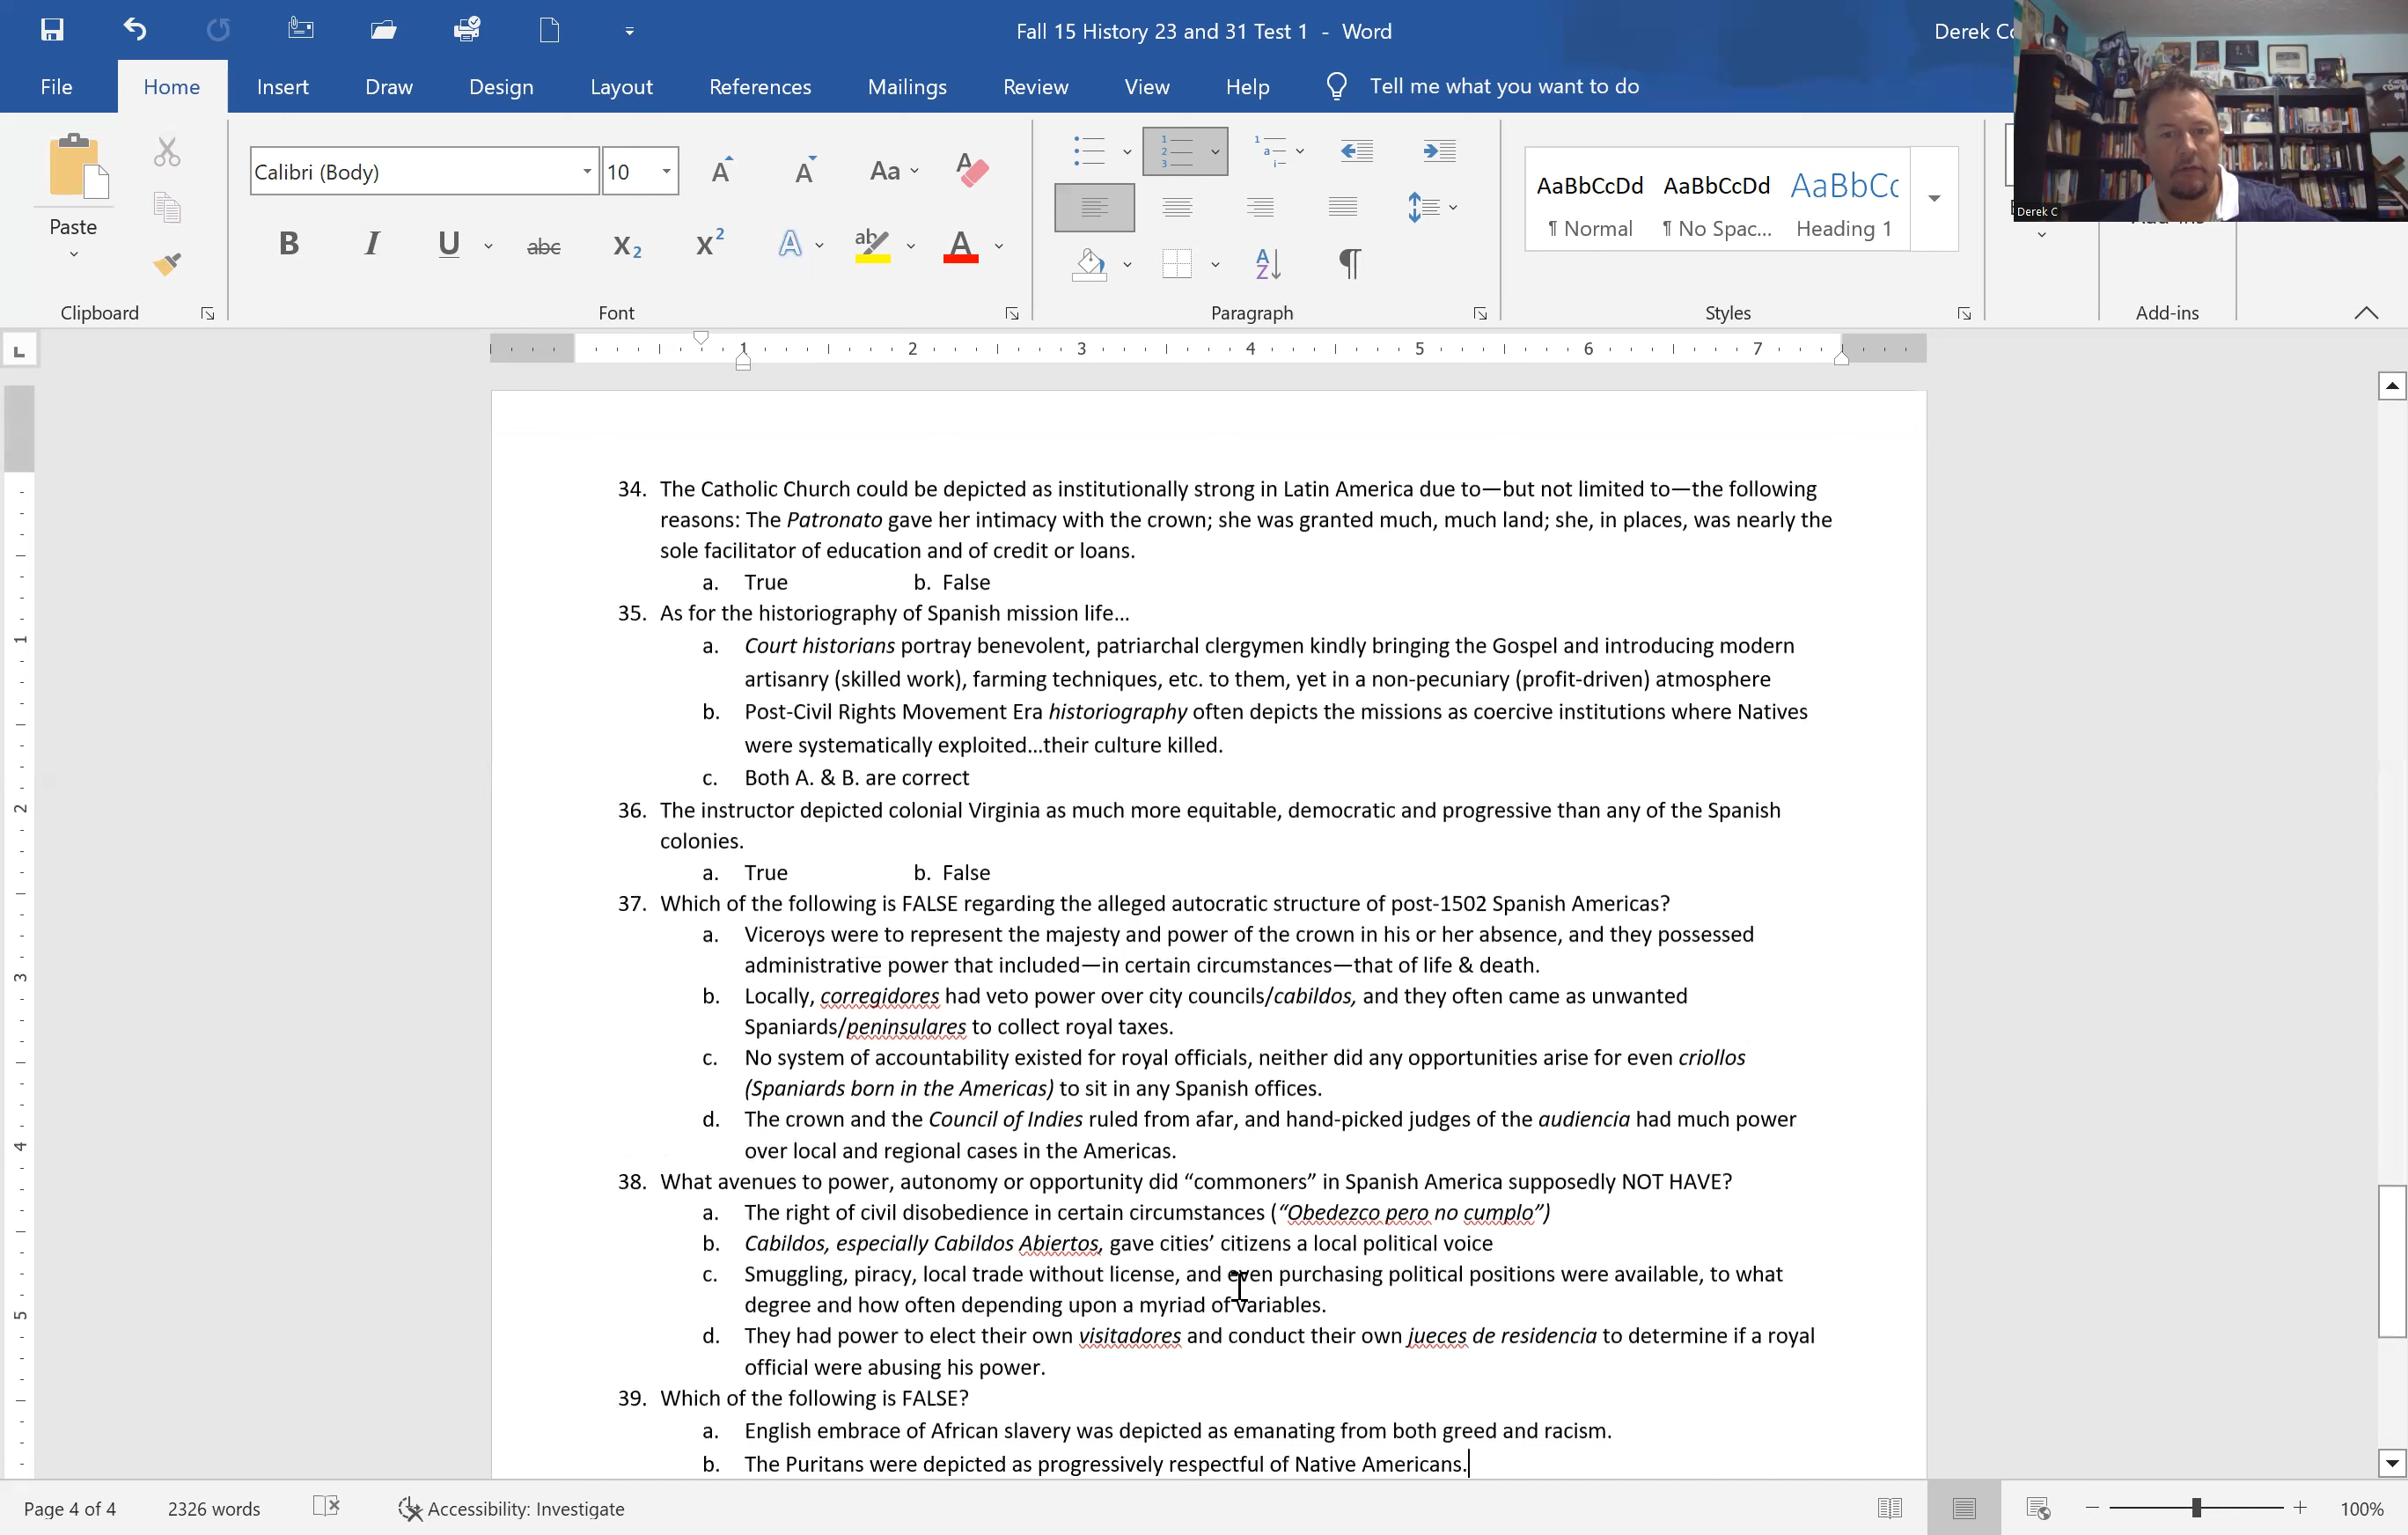 Fall 15 History 23 and 31 Test 1 - Word
Derek C
File Home Insert Draw Design Layout References Mailings Review View Help Tell me what you want to do
Derek C
Calibri (Body) 10 Aa A
Paste
B I U abc X2 X2 A ab A
A Z
AaBbCcDd AaBbCcDd AaBbCc
¶ Normal ¶ No Spac... Heading 1
Clipboard Font Paragraph Styles Add-ins
L 1 2 3 4 5 6 7
34. The Catholic Church could be depicted as institutionally strong in Latin America due to—but not limited to—the following
reasons: The Patronato gave her intimacy with the crown; she was granted much, much land; she, in places, was nearly the
sole facilitator of education and of credit or loans.
a. True b. False
35. As for the historiography of Spanish mission life...
a. Court historians portray benevolent, patriarchal clergymen kindly bringing the Gospel and introducing modern
artisanry (skilled work), farming techniques, etc. to them, yet in a non-pecuniary (profit-driven) atmosphere
b. Post-Civil Rights Movement Era historiography often depicts the missions as coercive institutions where Natives
were systematically exploited...their culture killed.
c. Both A. & B. are correct
36. The instructor depicted colonial Virginia as much more equitable, democratic and progressive than any of the Spanish
colonies.
a. True b. False
37. Which of the following is FALSE regarding the alleged autocratic structure of post-1502 Spanish Americas?
a. Viceroys were to represent the majesty and power of the crown in his or her absence, and they possessed
administrative power that included—in certain circumstances—that of life & death.
b. Locally, corregidores had veto power over city councils/cabildos, and they often came as unwanted
Spaniards/peninsulares to collect royal taxes.
c. No system of accountability existed for royal officials, neither did any opportunities arise for even criollos
(Spaniards born in the Americas) to sit in any Spanish offices.
d. The crown and the Council of Indies ruled from afar, and hand-picked judges of the audiencia had much power
over local and regional cases in the Americas.
38. What avenues to power, autonomy or opportunity did “commoners” in Spanish America supposedly NOT HAVE?
a. The right of civil disobedience in certain circumstances (“Obedezco pero no cumplo”)
b. Cabildos, especially Cabildos Abiertos, gave cities’ citizens a local political voice
c. Smuggling, piracy, local trade without license, and even purchasing political positions were available, to what
degree and how often depending upon a myriad of variables.
d. They had power to elect their own visitadores and conduct their own jueces de residencia to determine if a royal
official were abusing his power.
39. Which of the following is FALSE?
a. English embrace of African slavery was depicted as emanating from both greed and racism.
b. The Puritans were depicted as progressively respectful of Native Americans.
1
2
3
4
5
Page 4 of 4 2326 words Accessibility: Investigate 100%